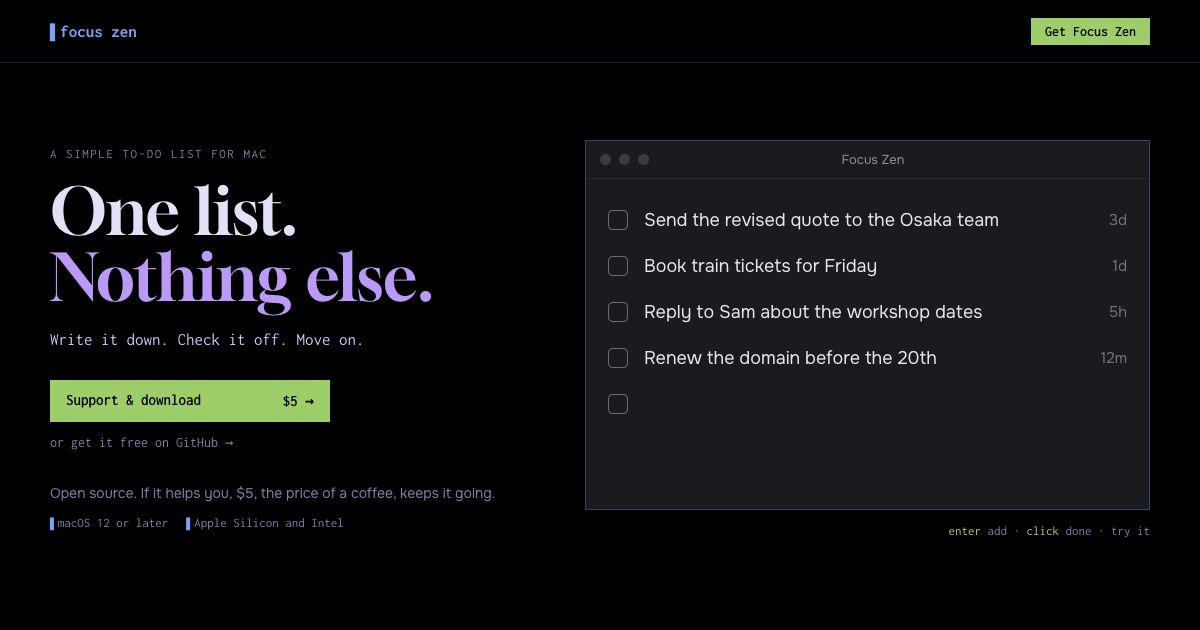 focus zen
Get Focus Zen
A SIMPLE TO-DO LIST FOR MAC
One list.
Nothing else.
Write it down. Check it off. Move on.
Support & download $5 →
or get it free on GitHub →
Open source. If it helps you, $5, the price of a coffee, keeps it going.
macOS 12 or later Apple Silicon and Intel
Focus Zen
Send the revised quote to the Osaka team 3d
Book train tickets for Friday 1d
Reply to Sam about the workshop dates 5h
Renew the domain before the 20th 12m
enter add · click done · try it